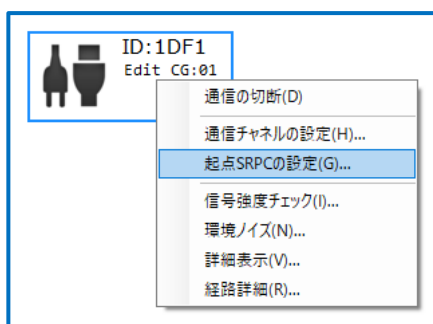 ID:1DF1
Edit CG:01
通信の切断(D)
通信チャネルの設定(H)...
起点SRPCの設定(G)...
信号強度チェック(I)...
環境ノイズ(N)...
詳細表示(V)...
経路詳細(R)...